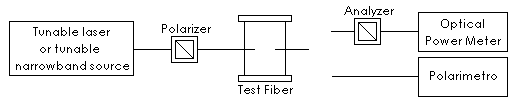 Tunable laser
or tunable
narrowband source
Polarizer
Test Fiber
Analyzer
Optical
Power Meter
Polarimetro